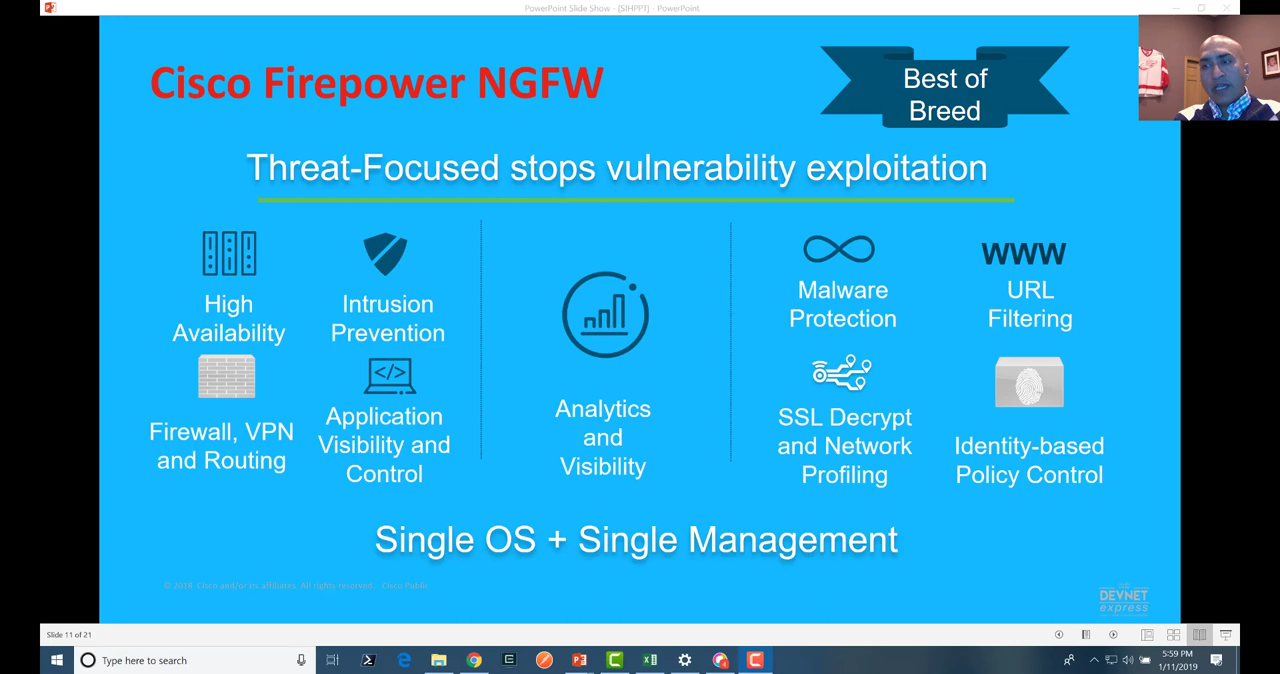 PowerPoint Slide Show - [SIHPPT] - PowerPoint
Cisco Firepower NGFW
Best of
Breed
Threat-Focused stops vulnerability exploitation
High
Availability
Intrusion
Prevention
Firewall, VPN
and Routing
</>
Application
Visibility and
Control
Analytics
and
Visibility
Malware
Protection
www
URL
Filtering
SSL Decrypt
and Network
Profiling
Identity-based
Policy Control
Single OS + Single Management
© 2018 Cisco and/or its affiliates. All rights reserved. Cisco Public
DEVNET
express
Slide 11 of 21
Type here to search
5:59 PM
1/11/2019